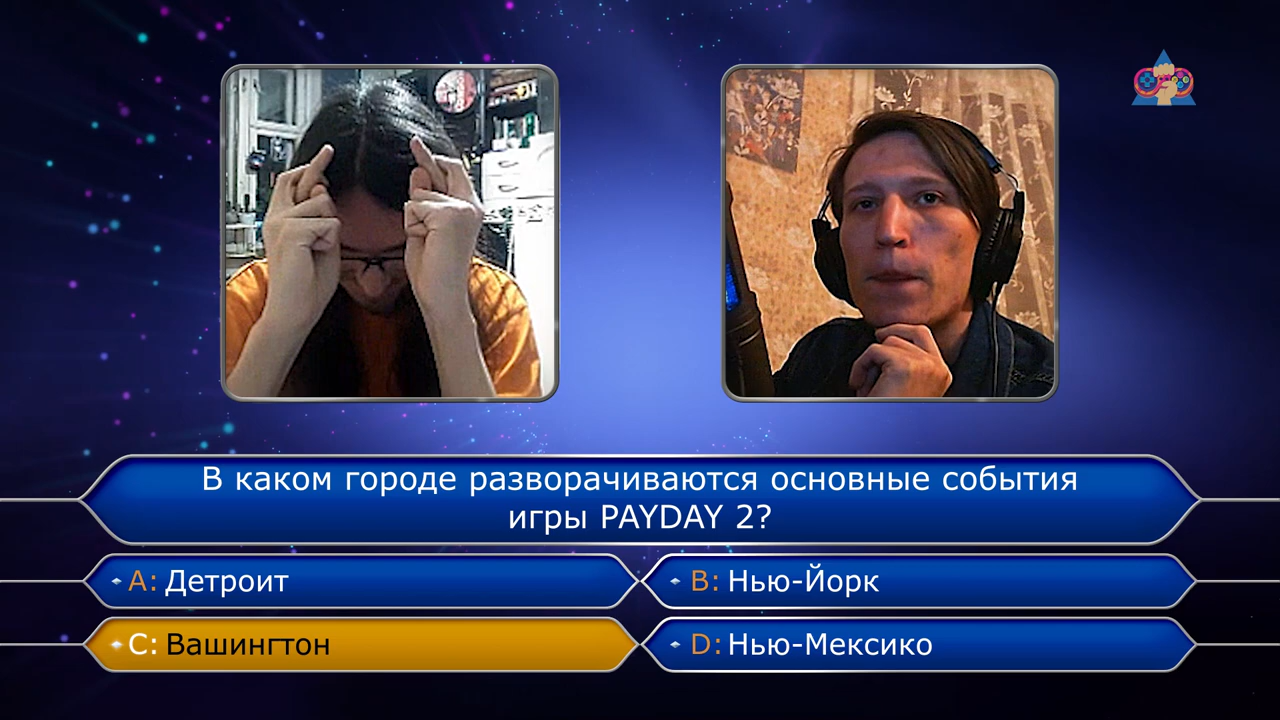 В каком городе разворачиваются основные события
игры PAYDAY 2?
A: Детроит
B: Нью-Йорк
C: Вашингтон
D: Нью-Мексико